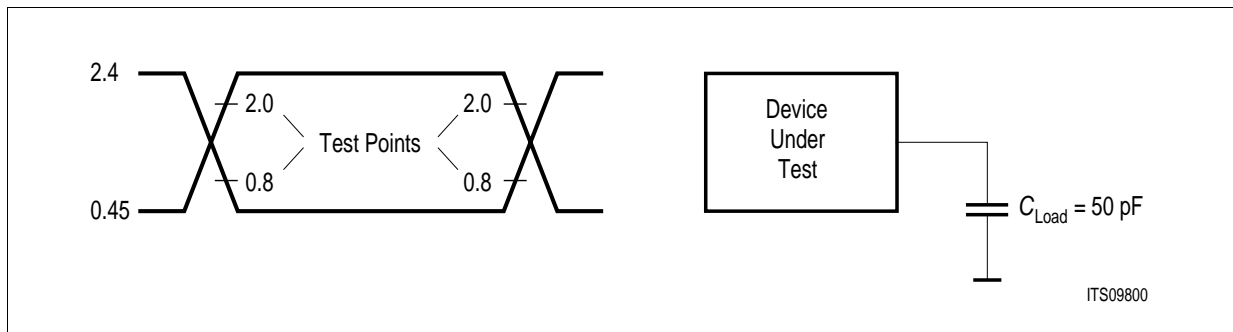 2.4
2.0
2.0
Test Points
0.8
0.8
0.45
Device
Under
Test
C Load = 50 pF
ITS09800